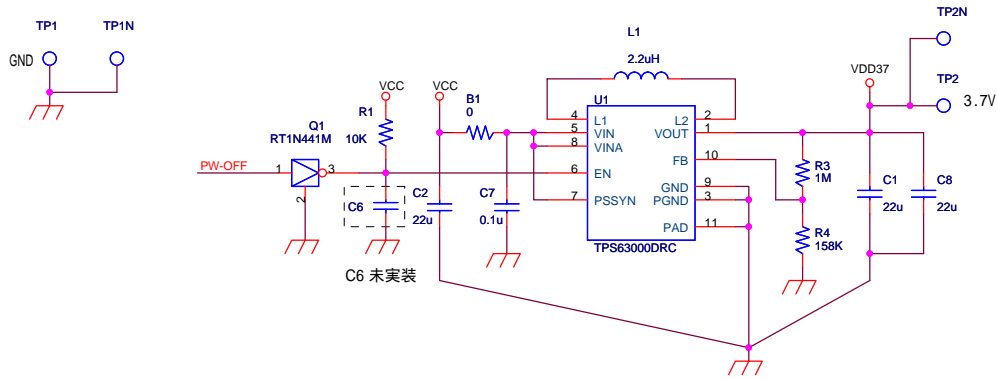 TP1
TP1N
GND
L1
2.2uH
TP2N
VDD37
TP2
3.7V
VCC
VCC
R1
10K
B1
0
U1
Q1
RT1N441M
PW-OFF
1
3
2
4
L1
L2
2
5
VIN
VOUT
1
8
VINA
FB
10
6
EN
GND
9
7
PSSYN
PGND
3
PAD
11
TPS63000DRC
C6
C2
22u
C7
0.1u
R3
1M
R4
158K
C1
22u
C8
22u
C6 未実装